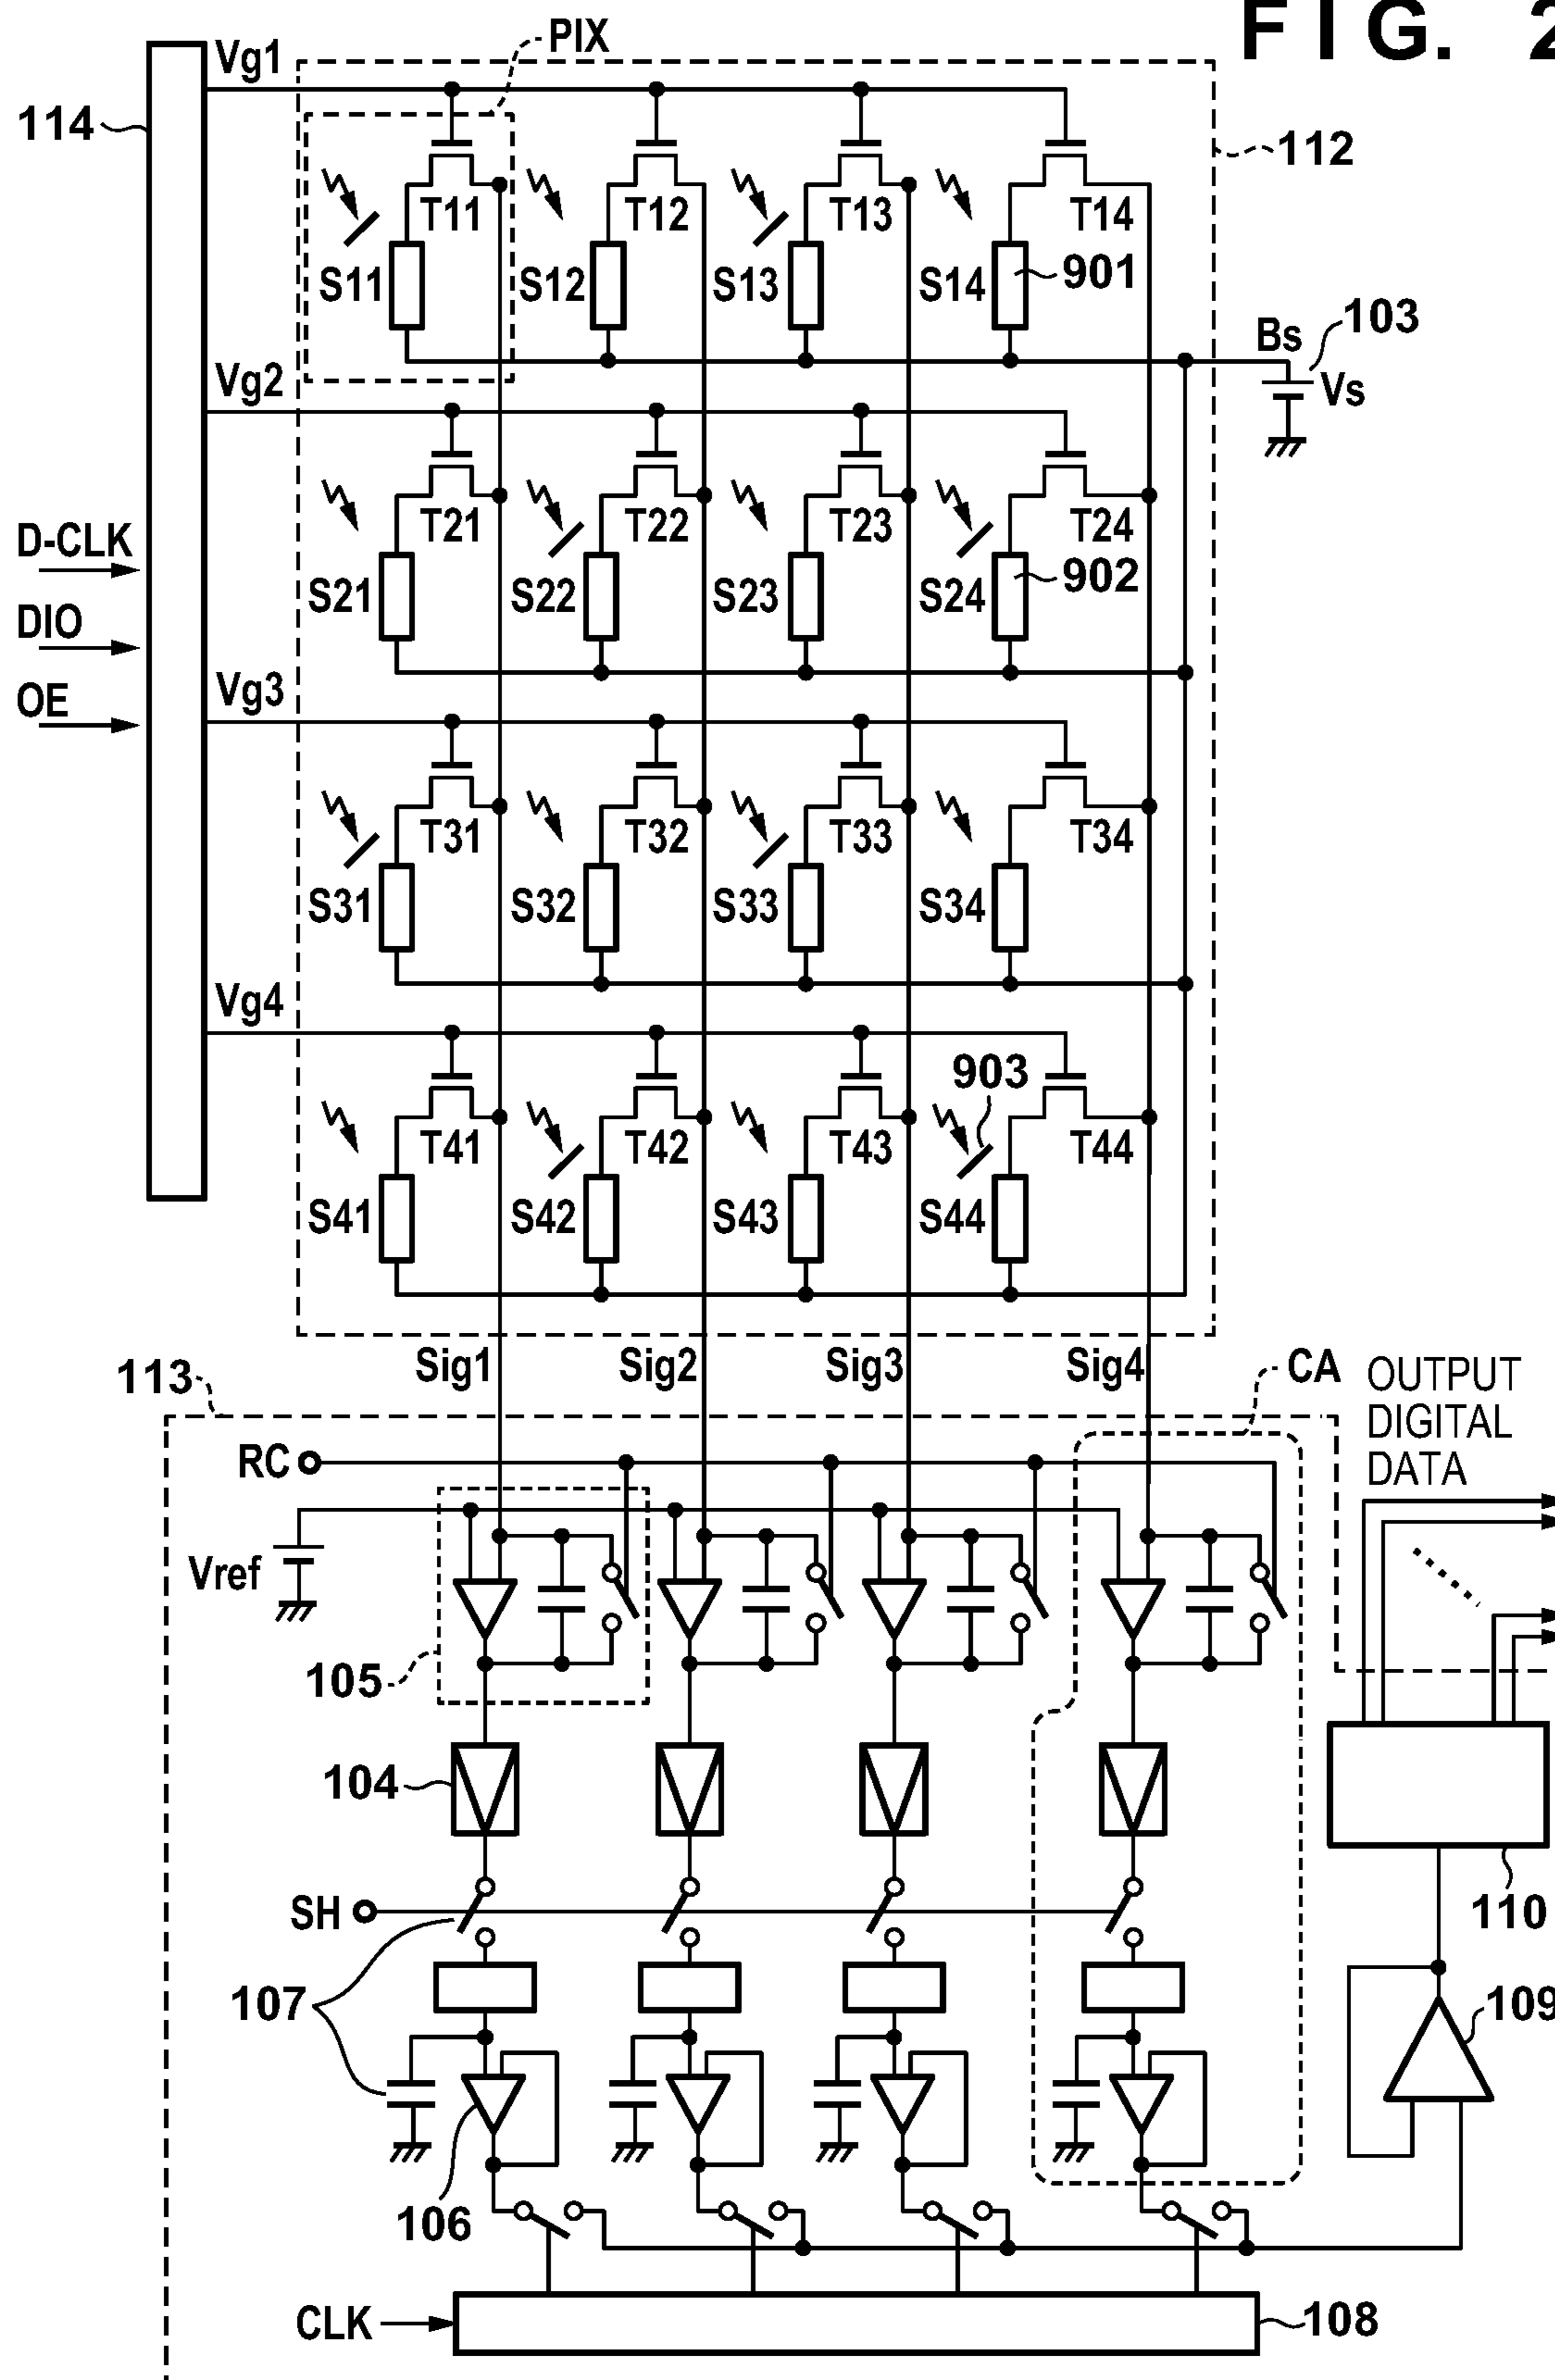 FIG. 2
Vg1
PIX
114
112
T11
T12
T13
T14
S11
S12
S13
S14
901
Bs
103
Vs
Vg2
T21
T22
T23
T24
D-CLK
S21
S22
S23
S24
902
DIO
OE
Vg3
T31
T32
T33
T34
S31
S32
S33
S34
Vg4
903
T41
T42
T43
T44
S41
S42
S43
S44
113
Sig1
Sig2
Sig3
Sig4
CA
OUTPUT
DIGITAL
DATA
RC
Vref
105
104
SH
110
107
109
106
CLK
108